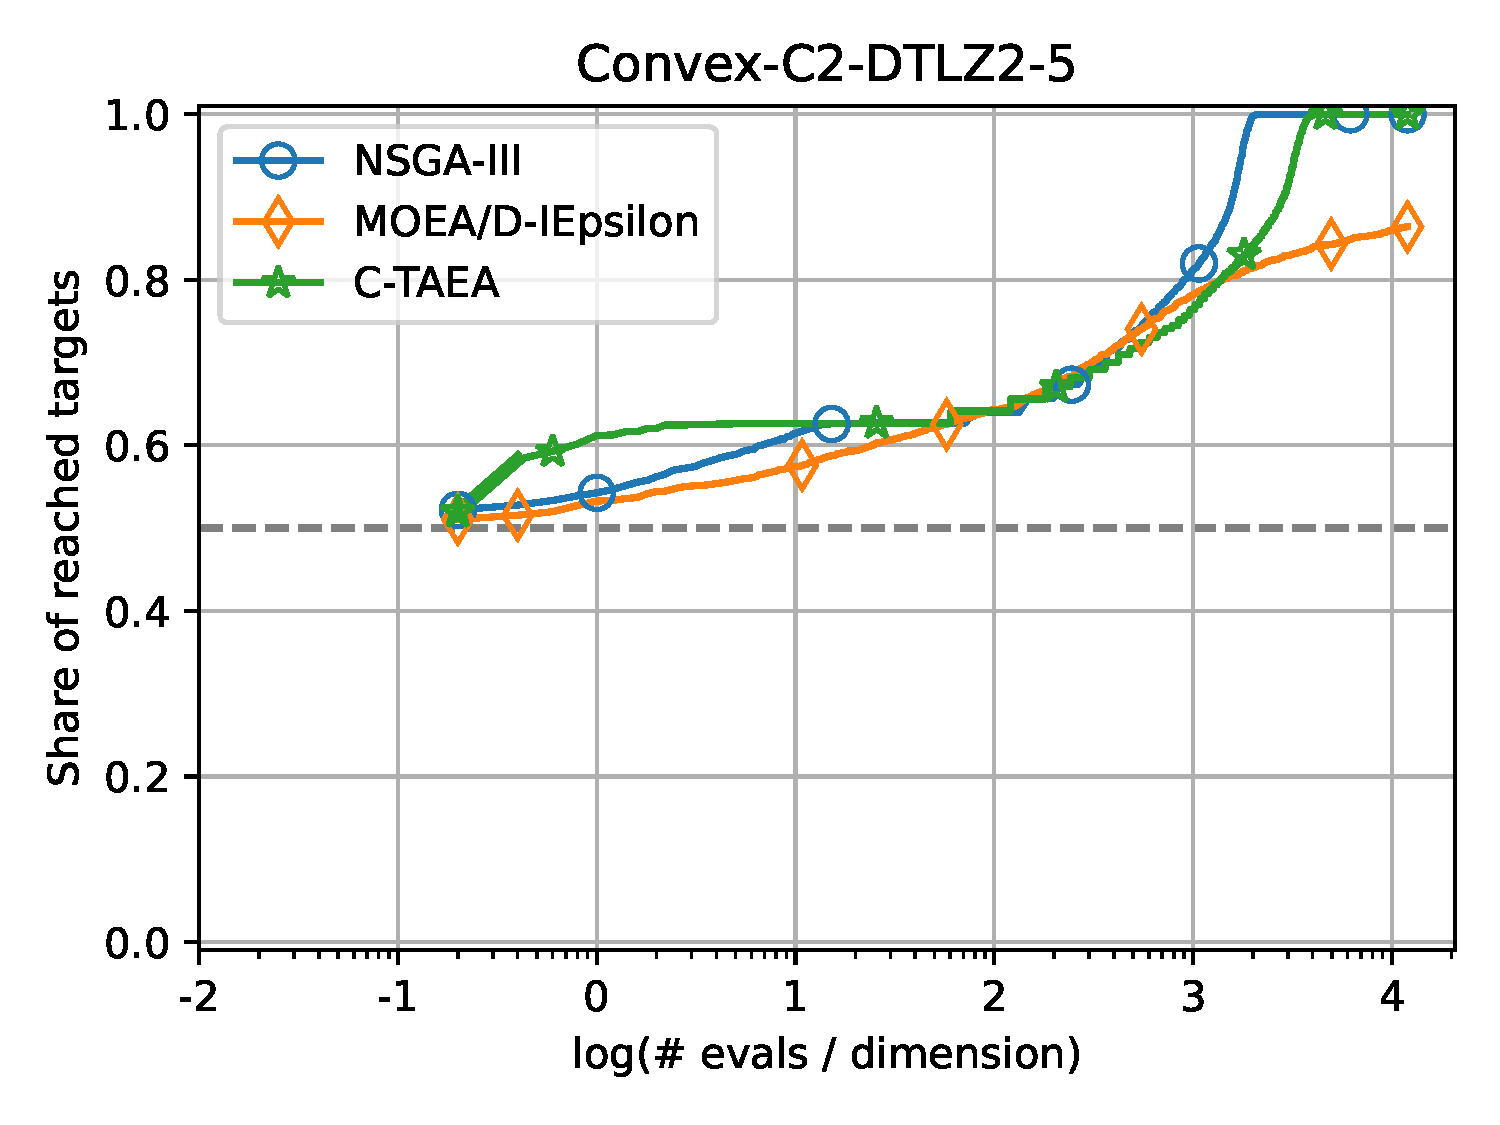 Convex-C2-DTLZ2-5
NSGA-III
MOEA/D-IEpsilon
C-TAEA
Share of reached targets
1.0
0.8
0.6
0.4
0.2
0.0
-2 -1 0 1 2 3 4
log(# evals / dimension)